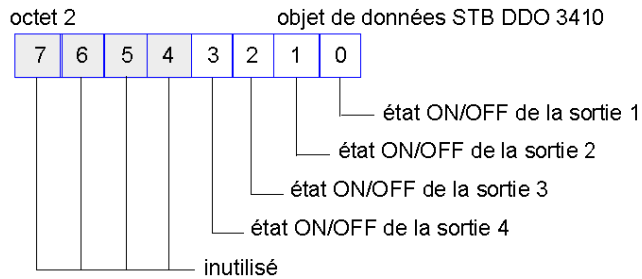 octet 2 objet de données STB DDO 3410
7 6 5 4 3 2 1 0
état ON/OFF de la sortie 1
état ON/OFF de la sortie 2
état ON/OFF de la sortie 3
état ON/OFF de la sortie 4
inutilisé